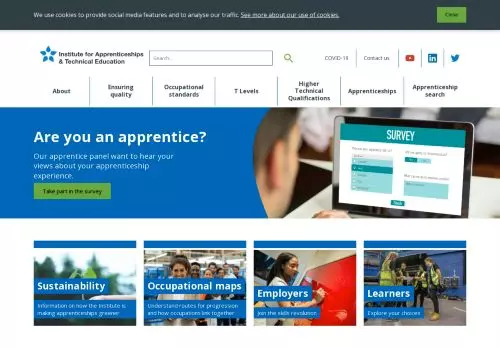 We use cookies to provide social media features and to analyse our traffic. See more about our use of cookies.
Close
Institute for Apprenticeships
& Technical Education
Search...
COVID-19
Contact us
About
Ensuring
quality
Occupational
standards
T Levels
Higher
Technical
Qualifications
Apprenticeships
Apprenticeship
search
Are you an apprentice?
Our apprentice panel want to hear your
views about your apprenticeship
experience.
Take part in the survey
SURVEY
Sustainability
Information on how the Institute is
making apprenticeships greener
Occupational maps
Understand routes for progression
and how occupations link together
Employers
Join the skills revolution
Learners
Explore your choices